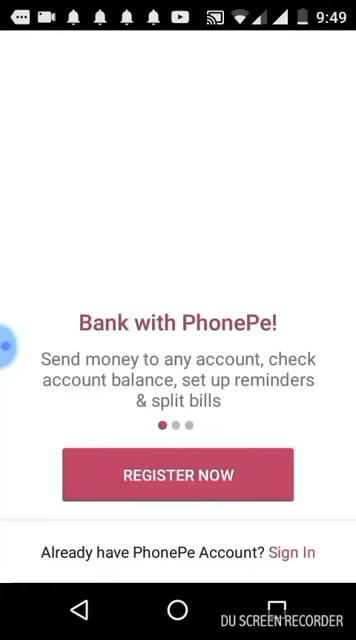 9:49
Bank with PhonePe!
Send money to any account, check
account balance, set up reminders
& split bills
REGISTER NOW
Already have PhonePe Account? Sign In
DU SCREEN RECORDER